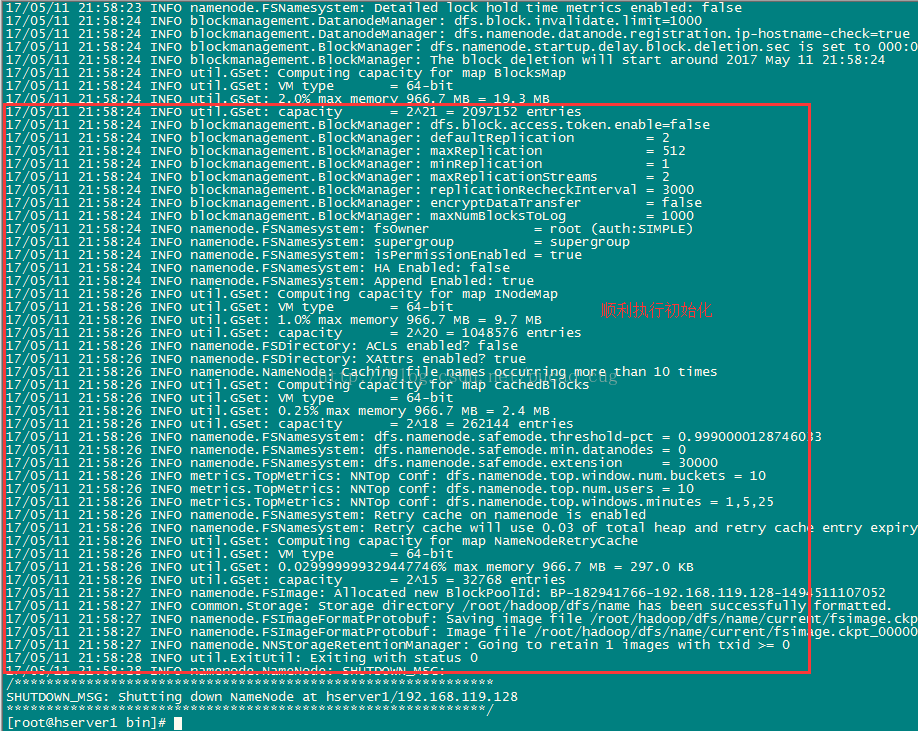 17/05/11 21:58:23 INFO namenode.FSNamesystem: Detailed lock hold time metrics enabled: false
17/05/11 21:58:24 INFO blockmanagement.DatanodeManager: dfs.block.invalidate.limit=1000
17/05/11 21:58:24 INFO blockmanagement.DatanodeManager: dfs.namenode.datanode.registration.ip-hostname-check=true
17/05/11 21:58:24 INFO blockmanagement.BlockManager: dfs.namenode.startup.delay.block.deletion.sec is set to 000:0
17/05/11 21:58:24 INFO blockmanagement.BlockManager: The block deletion will start around 2017 May 11 21:58:24
17/05/11 21:58:24 INFO util.GSet: Computing capacity for map BlocksMap
17/05/11 21:58:24 INFO util.GSet: VM type       = 64-bit
17/05/11 21:58:24 INFO util.GSet: 2.0% max memory 966.7 MB = 19.3 MB
17/05/11 21:58:24 INFO util.GSet: capacity      = 2^21 = 2097152 entries
17/05/11 21:58:24 INFO blockmanagement.BlockManager: dfs.block.access.token.enable=false
17/05/11 21:58:24 INFO blockmanagement.BlockManager: defaultReplication         = 2
17/05/11 21:58:24 INFO blockmanagement.BlockManager: maxReplication             = 512
17/05/11 21:58:24 INFO blockmanagement.BlockManager: minReplication             = 1
17/05/11 21:58:24 INFO blockmanagement.BlockManager: maxReplicationStreams      = 2
17/05/11 21:58:24 INFO blockmanagement.BlockManager: replicationRecheckInterval = 3000
17/05/11 21:58:24 INFO blockmanagement.BlockManager: encryptDataTransfer        = false
17/05/11 21:58:24 INFO blockmanagement.BlockManager: maxNumBlocksToLog          = 1000
17/05/11 21:58:24 INFO namenode.FSNamesystem: fsOwner             = root (auth:SIMPLE)
17/05/11 21:58:24 INFO namenode.FSNamesystem: supergroup          = supergroup
17/05/11 21:58:24 INFO namenode.FSNamesystem: isPermissionEnabled = true
17/05/11 21:58:24 INFO namenode.FSNamesystem: HA Enabled: false
17/05/11 21:58:24 INFO namenode.FSNamesystem: Append Enabled: true
17/05/11 21:58:26 INFO util.GSet: Computing capacity for map INodeMap
17/05/11 21:58:26 INFO util.GSet: VM type       = 64-bit
顺利执行初始化
17/05/11 21:58:26 INFO util.GSet: 1.0% max memory 966.7 MB = 9.7 MB
17/05/11 21:58:26 INFO util.GSet: capacity      = 2^20 = 1048576 entries
17/05/11 21:58:26 INFO namenode.FSDirectory: ACLs enabled? false
17/05/11 21:58:26 INFO namenode.FSDirectory: XAttrs enabled? true
17/05/11 21:58:26 INFO namenode.NameNode: Caching file names occuring more than 10 times
17/05/11 21:58:26 INFO util.GSet: Computing capacity for map cachedBlocks
17/05/11 21:58:26 INFO util.GSet: VM type       = 64-bit
17/05/11 21:58:26 INFO util.GSet: 0.25% max memory 966.7 MB = 2.4 MB
17/05/11 21:58:26 INFO util.GSet: capacity      = 2^18 = 262144 entries
17/05/11 21:58:26 INFO namenode.FSNamesystem: dfs.namenode.safemode.threshold-pct = 0.9990000128746033
17/05/11 21:58:26 INFO namenode.FSNamesystem: dfs.namenode.safemode.min.datanodes = 0
17/05/11 21:58:26 INFO namenode.FSNamesystem: dfs.namenode.safemode.extension     = 30000
17/05/11 21:58:26 INFO metrics.TopMetrics: NNTop conf: dfs.namenode.top.window.num.buckets = 10
17/05/11 21:58:26 INFO metrics.TopMetrics: NNTop conf: dfs.namenode.top.num.users = 10
17/05/11 21:58:26 INFO metrics.TopMetrics: NNTop conf: dfs.namenode.top.windows.minutes = 1,5,25
17/05/11 21:58:26 INFO namenode.FSNamesystem: Retry cache on namenode is enabled
17/05/11 21:58:26 INFO namenode.FSNamesystem: Retry cache will use 0.03 of total heap and retry cache entry expiry
17/05/11 21:58:26 INFO util.GSet: Computing capacity for map NameNodeRetryCache
17/05/11 21:58:26 INFO util.GSet: VM type       = 64-bit
17/05/11 21:58:26 INFO util.GSet: 0.029999999329447746% max memory 966.7 MB = 297.0 KB
17/05/11 21:58:26 INFO util.GSet: capacity      = 2^15 = 32768 entries
17/05/11 21:58:27 INFO namenode.FSImage: Allocated new BlockPoolId: BP-182941766-192.168.119.128-1494511107052
17/05/11 21:58:27 INFO common.Storage: Storage directory /root/hadoop/dfs/name has been successfully formatted.
17/05/11 21:58:27 INFO namenode.FSImageFormatProtobuf: Saving image file /root/hadoop/dfs/name/current/fsimage.ckp
17/05/11 21:58:27 INFO namenode.FSImageFormatProtobuf: Image file /root/hadoop/dfs/name/current/fsimage.ckpt_00000
17/05/11 21:58:27 INFO namenode.NNStorageRetentionManager: Going to retain 1 images with txid >= 0
17/05/11 21:58:28 INFO util.ExitUtil: Exiting with status 0
17/05/11 21:58:28 INFO namenode.NameNode: SHUTDOWN_MSG:
/************************************************************
SHUTDOWN_MSG: Shutting down NameNode at hserver1/192.168.119.128
************************************************************/
[root@hserver1 bin]#